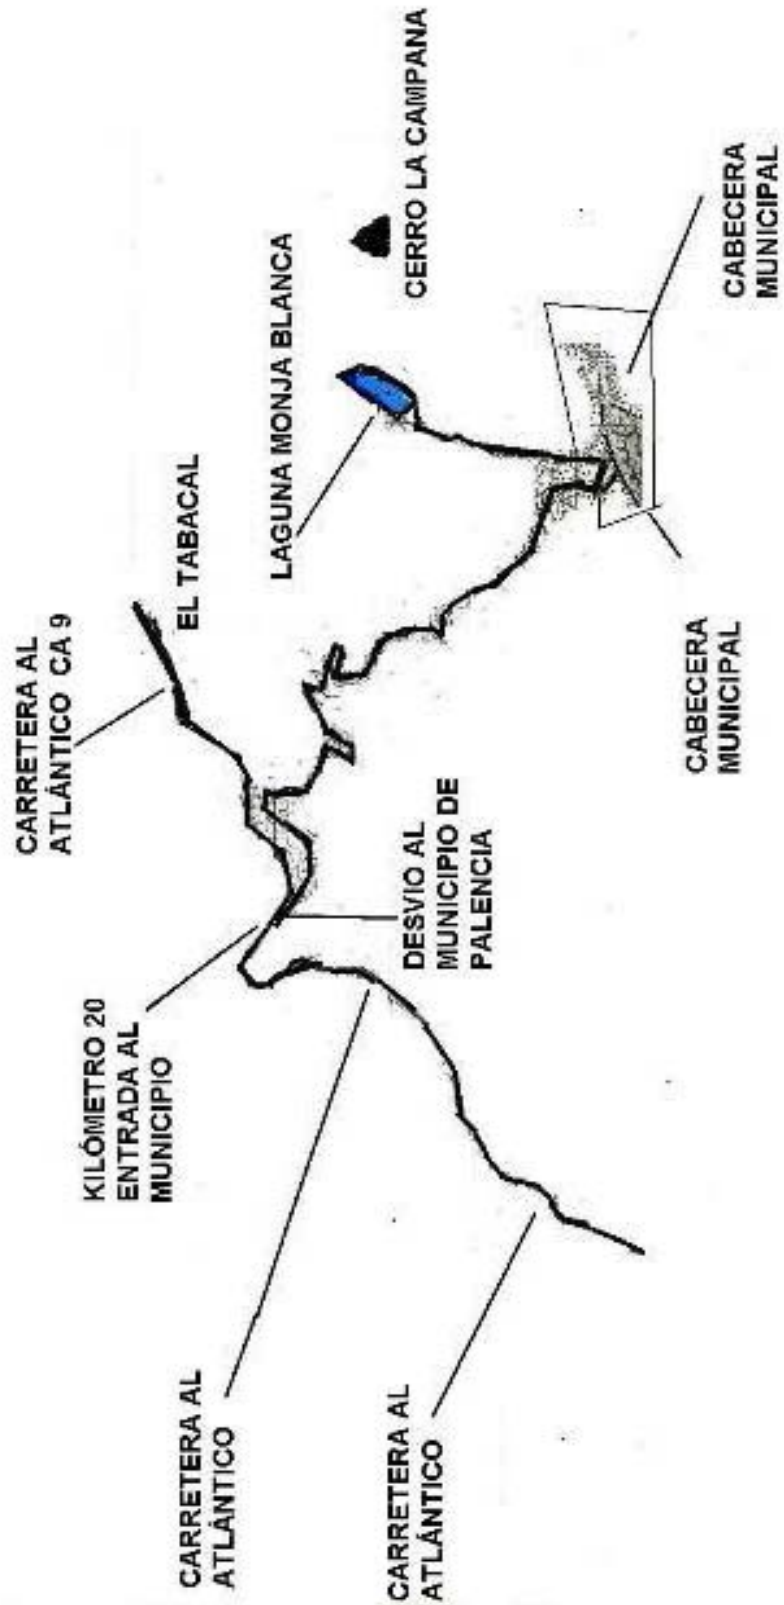 CARRETERA AL
ATLÁNTICO CA 9
EL TABACAL
KILÓMETRO 20
ENTRADA AL
MUNICIPIO
LAGUNA MONJA BLANCA
CERRO LA CAMPANA
CARRETERA AL
ATLÁNTICO
DESVIO AL
MUNICIPIO DE
PALENCIA
CARRETERA AL
ATLÁNTICO
CABECERA
MUNICIPAL
CABECERA
MUNICIPAL